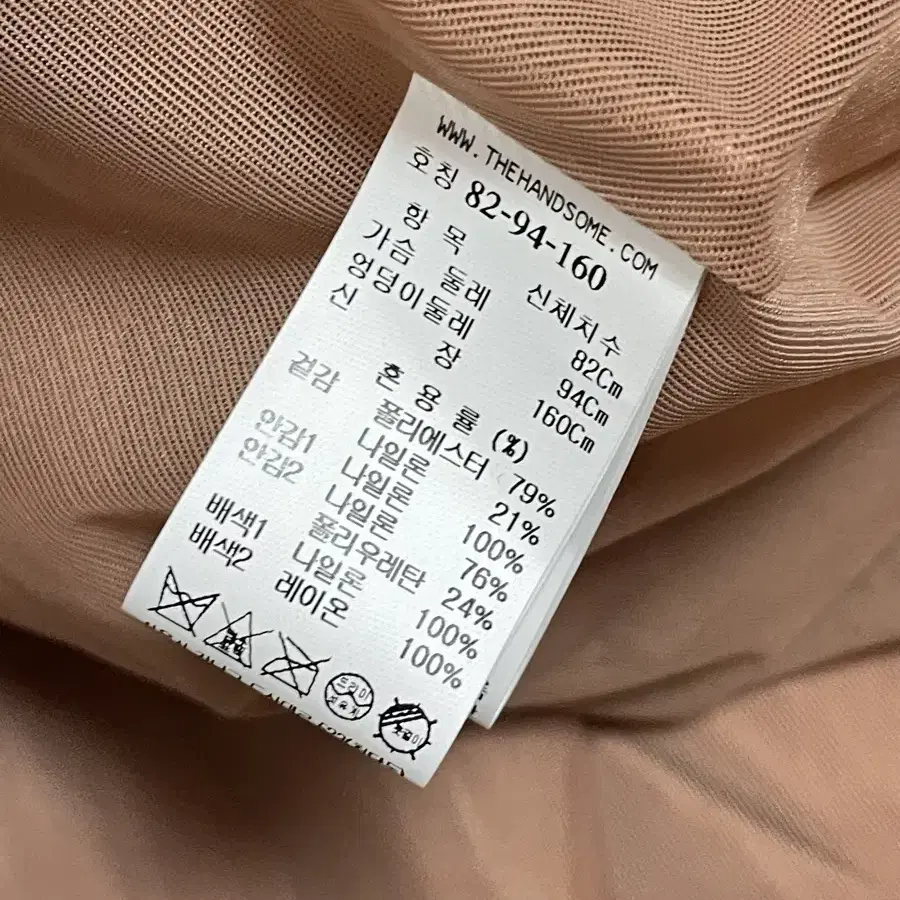 WWW.THEHANDSOME.COM
호칭 82-94-160
항 목 신체치수
가슴 둘레 82Cm
엉덩이둘레 94Cm
신 장 160Cm
혼 용 률 (%)
겉감 폴리에스터 79%
나일론 21%
안감1 나일론 100%
안감2 나일론 76%
폴리우레탄 24%
배색1 나일론 100%
배색2 레이온 100%
드라이